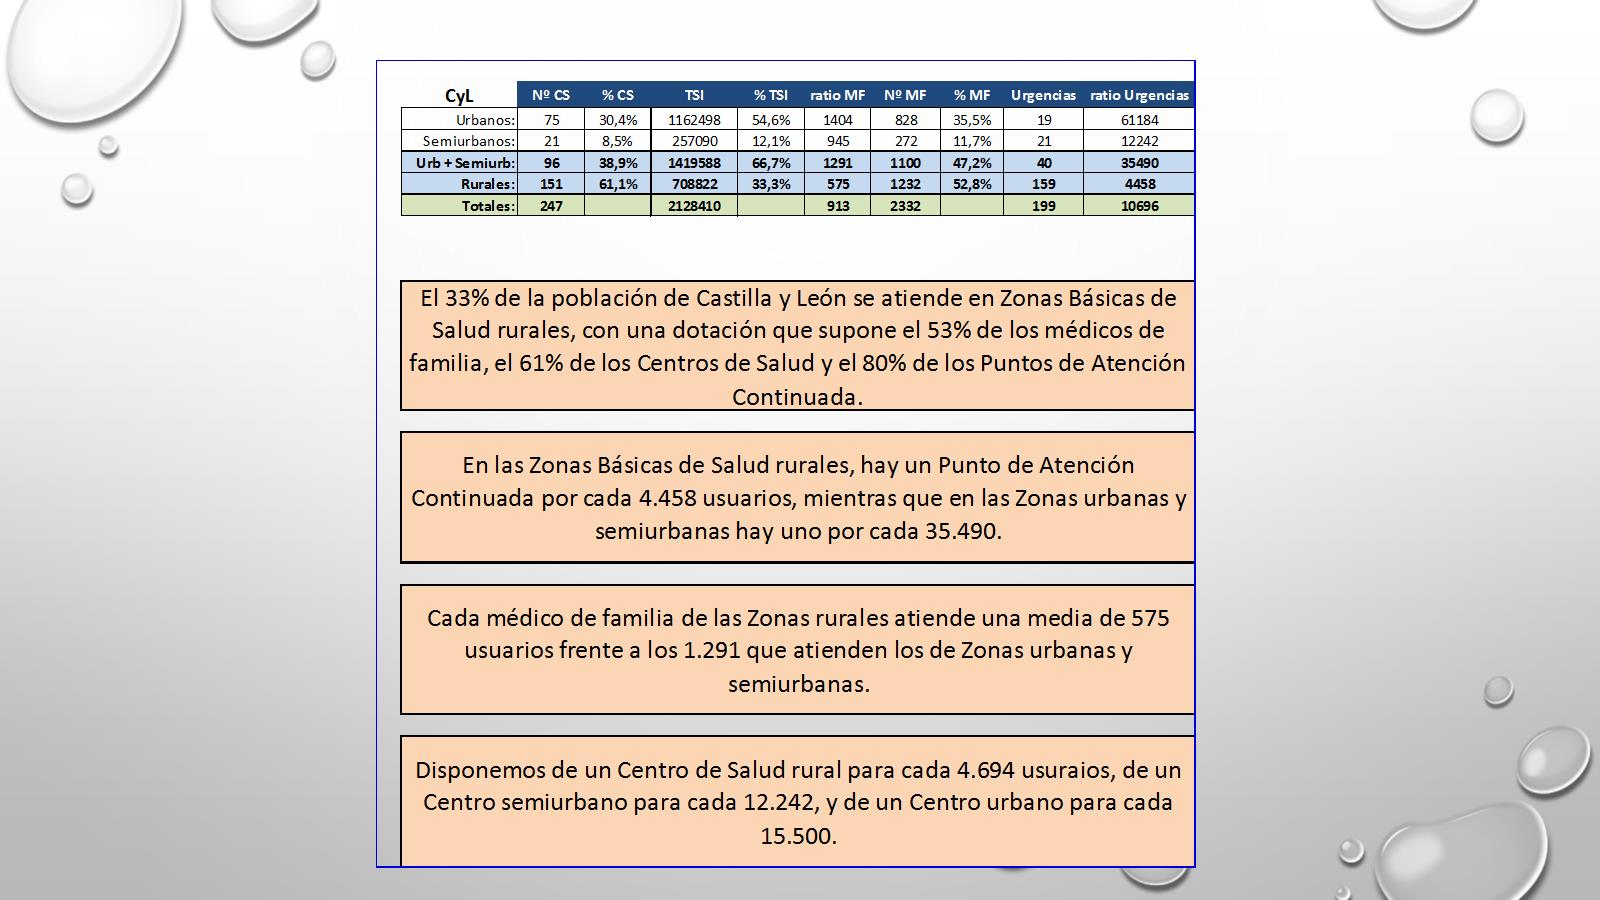 CyL Nº CS % CS TSI % TSI ratio MF Nº MF % MF Urgencias ratio Urgencias
Urbanos: 75 30,4% 1162498 54,6% 1404 828 35,5% 19 61184
Semiurbanos: 21 8,5% 257090 12,1% 945 272 11,7% 21 12242
Urb + Semiurb: 96 38,9% 1419588 66,7% 1291 1100 47,2% 40 35490
Rurales: 151 61,1% 708822 33,3% 575 1232 52,8% 159 4458
Totales: 247 2128410 913 2332 199 10696
El 33% de la población de Castilla y León se atiende en Zonas Básicas de
Salud rurales, con una dotación que supone el 53% de los médicos de
familia, el 61% de los Centros de Salud y el 80% de los Puntos de Atención
Continuada.
En las Zonas Básicas de Salud rurales, hay un Punto de Atención
Continuada por cada 4.458 usuarios, mientras que en las Zonas urbanas y
semiurbanas hay uno por cada 35.490.
Cada médico de familia de las Zonas rurales atiende una media de 575
usuarios frente a los 1.291 que atienden los de Zonas urbanas y
semiurbanas.
Disponemos de un Centro de Salud rural para cada 4.694 usuraios, de un
Centro semiurbano para cada 12.242, y de un Centro urbano para cada
15.500.